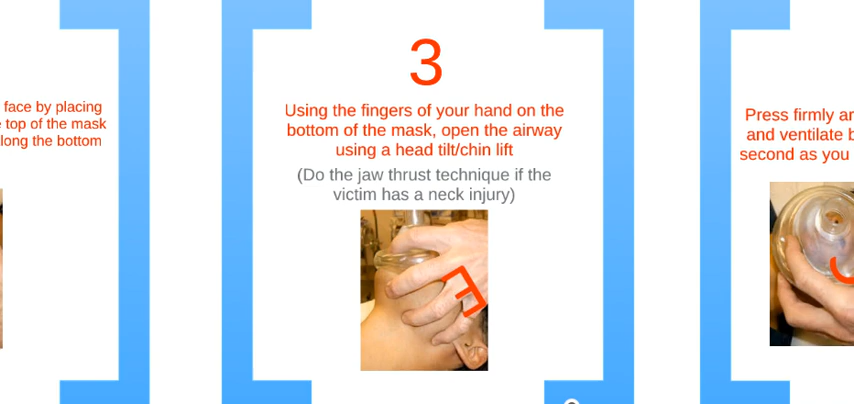 face by placing
top of the mask
long the bottom
3
Using the fingers of your hand on the
bottom of the mask, open the airway
using a head tilt/chin lift
(Do the jaw thrust technique if the
victim has a neck injury)
E
Press firmly
and ventilate
second as you